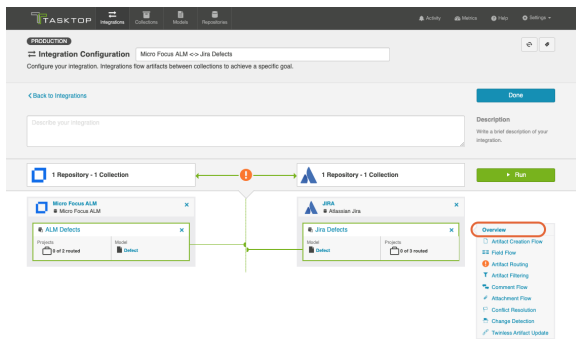 TASKTOP
Integrations
Collections
Models
Repositories
Activity
Metrics
Help
Settings
PRODUCTION
Integration Configuration
Micro Focus ALM <> Jira Defects
Configure your integration. Integrations flow artifacts between collections to achieve a specific goal.
Back to Integrations
Done
Describe your integration
Description
Write a brief description of your
integration.
1 Repository - 1 Collection
1 Repository - 1 Collection
Run
Micro Focus ALM
Micro Focus ALM
JIRA
Atlassian Jira
ALM Defects
Projects
0 of 2 routed
Model
Defect
Jira Defects
Model
Defect
Projects
0 of 3 routed
Overview
Artifact Creation Flow
Field Flow
Artifact Routing
Artifact Filtering
Comment Flow
Attachment Flow
Conflict Resolution
Change Detection
Twinless Artifact Update